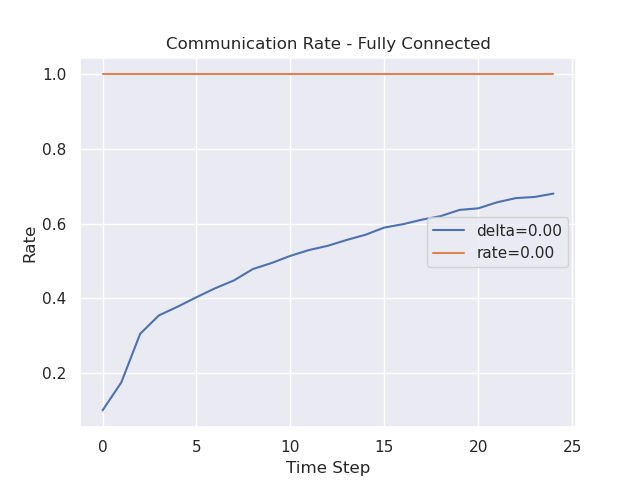 Communication Rate - Fully Connected
1.0
0.8
0.6
0.4
0.2
Rate
delta=0.00
rate=0.00
0 5 10 15 20 25
Time Step